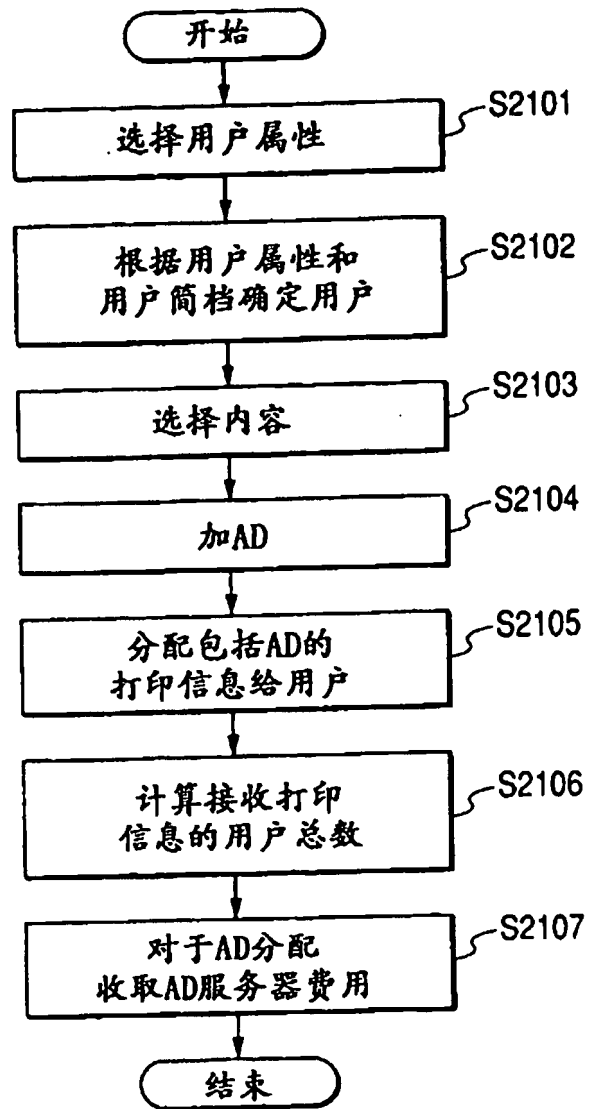 开始
选择用户属性
S2101
根据用户属性和
用户简档确定用户
S2102
选择内容
S2103
加AD
S2104
分配包括AD的
打印信息给用户
S2105
计算接收打印
信息的用户总数
S2106
对于AD分配
收取AD服务器费用
S2107
结束